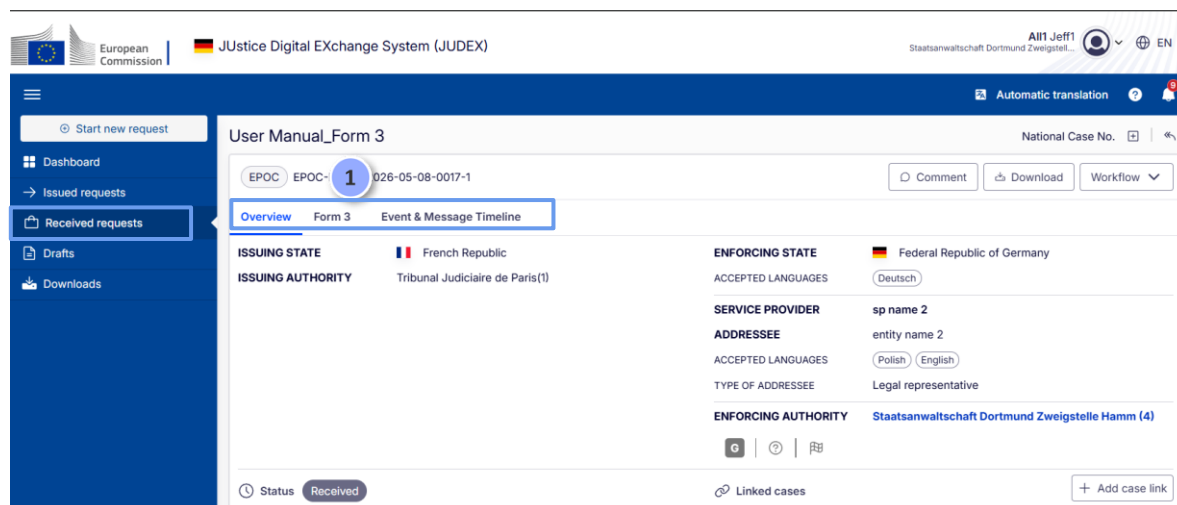 European
Commission
JUstice Digital EXchange System (JUDEX)
All1 Jeff1
Staatsanwaltschaft Dortmund Zweigstell...
EN
Automatic translation
?
9
Start new request
Dashboard
Issued requests
Received requests
Drafts
Downloads
User Manual_Form 3
National Case No.
EPOC EPOC- 1 026-05-08-0017-1
Comment Download Workflow
Overview Form 3 Event & Message Timeline
ISSUING STATE French Republic
ISSUING AUTHORITY Tribunal Judiciaire de Paris(1)
ENFORCING STATE Federal Republic of Germany
ACCEPTED LANGUAGES Deutsch
SERVICE PROVIDER sp name 2
ADDRESSEE entity name 2
ACCEPTED LANGUAGES Polish English
TYPE OF ADDRESSEE Legal representative
ENFORCING AUTHORITY Staatsanwaltschaft Dortmund Zweigstelle Hamm (4)
G ?
Status Received
Linked cases
+ Add case link